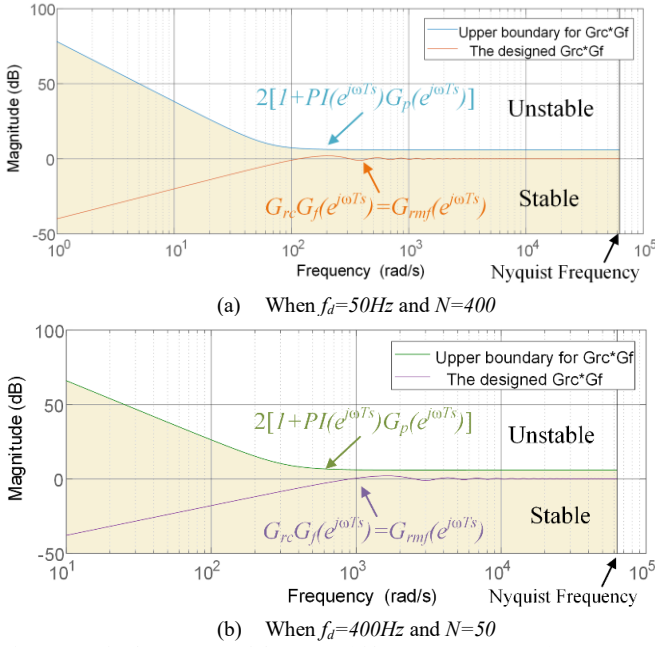 100
Upper boundary for Grc*Gf
The designed Grc*Gf
50
2[1+PI(e^{jωTs})G_p(e^{jωTs})]
Unstable
Magnitude (dB)
0
G_{rc}G_f(e^{jωTs})=G_{rmf}(e^{jωTs})
Stable
-50
10^0 10^1 10^2 10^3 10^4 10^5
Frequency (rad/s)
Nyquist Frequency
(a) When f_d=50Hz and N=400
100
Upper boundary for Grc*Gf
The designed Grc*Gf
50
2[1+PI(e^{jωTs})G_p(e^{jωTs})]
Unstable
Magnitude (dB)
0
G_{rc}G_f(e^{jωTs})=G_{rmf}(e^{jωTs})
Stable
-50
10^1 10^2 10^3 10^4 10^5
Frequency (rad/s)
Nyquist Frequency
(b) When f_d=400Hz and N=50